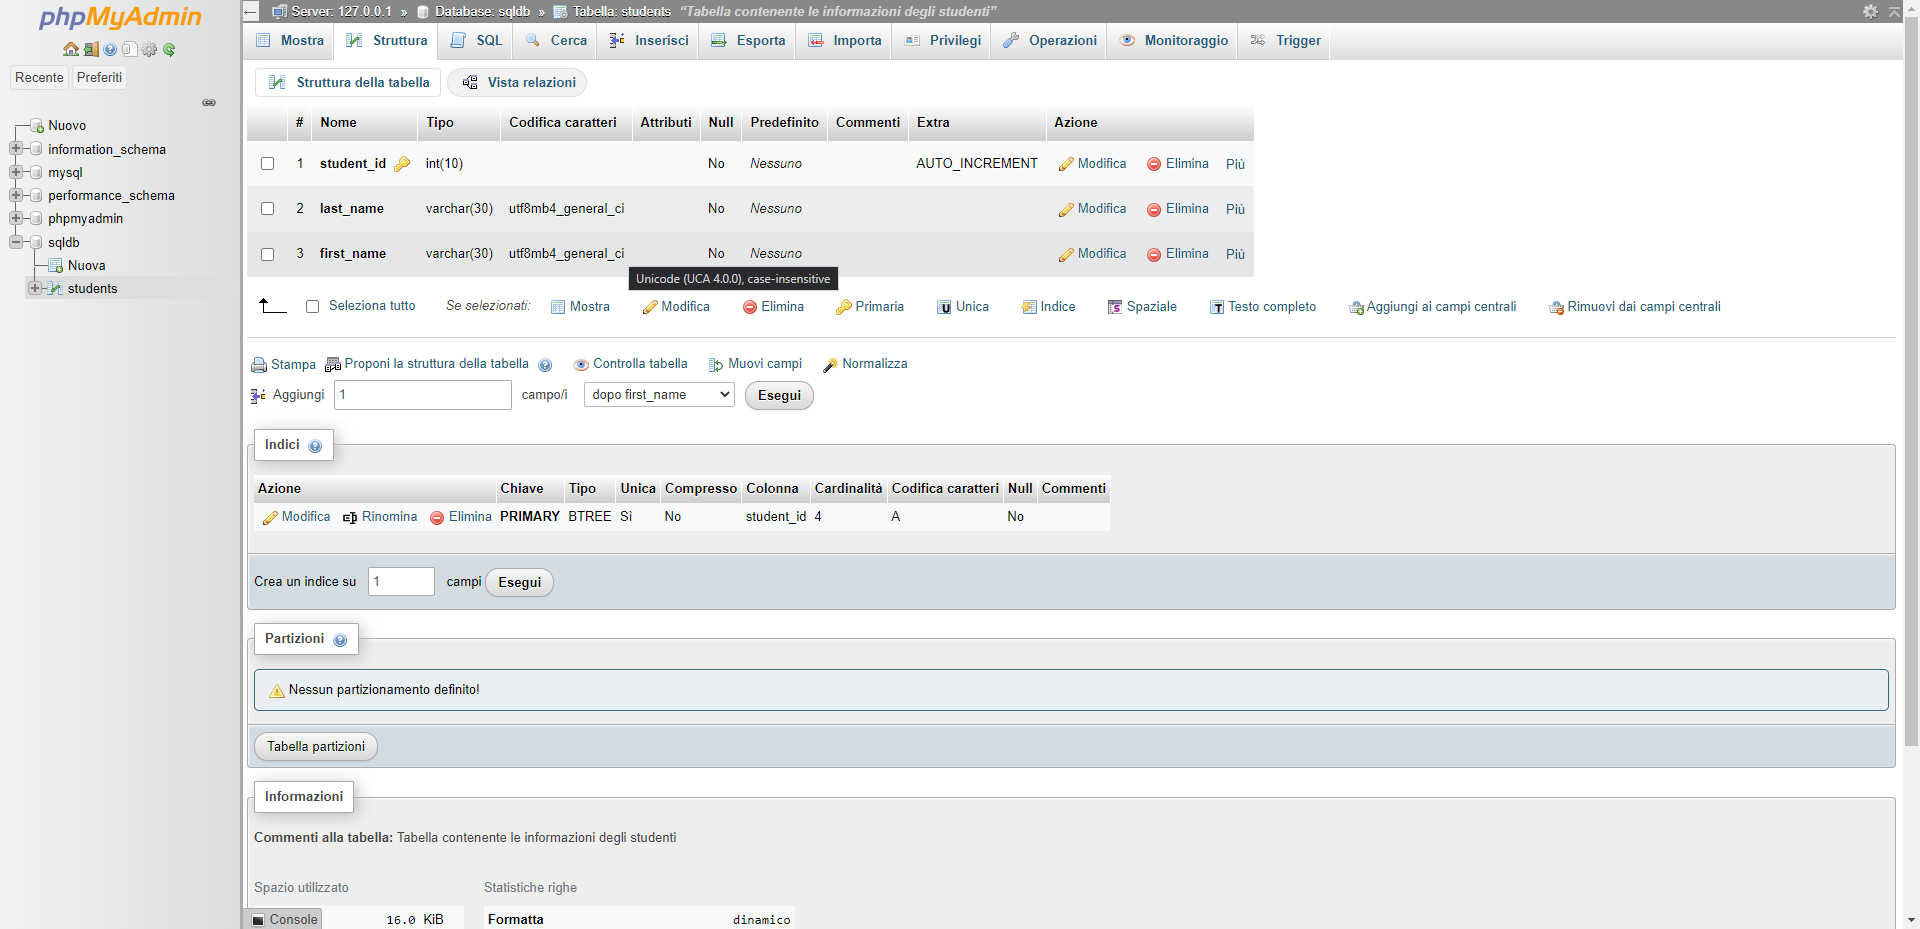 phpMyAdmin
Recente Preferiti
Nuovo
information_schema
mysql
performance_schema
phpmyadmin
sqldb
Nuova
students
Server: 127.0.0.1 » Database: sqldb » Tabella: students "Tabella contenente le informazioni degli studenti"
Mostra Struttura SQL Cerca Inserisci Esporta Importa Privilegi Operazioni Monitoraggio Trigger
Struttura della tabella Vista relazioni
# Nome Tipo Codifica caratteri Attributi Null Predefinito Commenti Extra Azione
1 student_id int(10) No Nessuno AUTO_INCREMENT Modifica Elimina Più
2 last_name varchar(30) utf8mb4_general_ci No Nessuno Modifica Elimina Più
3 first_name varchar(30) utf8mb4_general_ci No Nessuno Modifica Elimina Più
Unicode (UCA 4.0.0), case-insensitive
Seleziona tutto Se selezionati: Mostra Modifica Elimina Primaria Unica Indice Spaziale Testo completo Aggiungi ai campi centrali Rimuovi dai campi centrali
Stampa Proponi la struttura della tabella Controlla tabella Muovi campi Normalizza
Aggiungi 1 campo/i dopo first_name Esegui
Indici
Azione Chiave Tipo Unica Compresso Colonna Cardinalità Codifica caratteri Null Commenti
Modifica Rinomina Elimina PRIMARY BTREE Sì No student_id 4 A No
Crea un indice su 1 campi Esegui
Partizioni
Nessun partizionamento definito!
Tabella partizioni
Informazioni
Commenti alla tabella: Tabella contenente le informazioni degli studenti
Spazio utilizzato Statistiche righe
Console 16.0 KiB Formatta dinamico